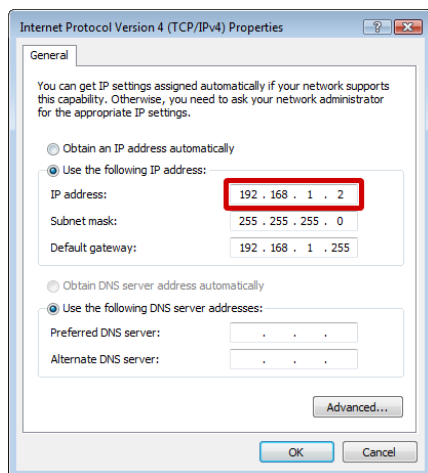 Internet Protocol Version 4 (TCP/IPv4) Properties
General
You can get IP settings assigned automatically if your network supports
this capability. Otherwise, you need to ask your network administrator
for the appropriate IP settings.
Obtain an IP address automatically
Use the following IP address:
IP address: 192 . 168 . 1 . 2
Subnet mask: 255 . 255 . 255 . 0
Default gateway: 192 . 168 . 1 . 255
Obtain DNS server address automatically
Use the following DNS server addresses:
Preferred DNS server: . . .
Alternate DNS server: . . .
Advanced...
OK Cancel